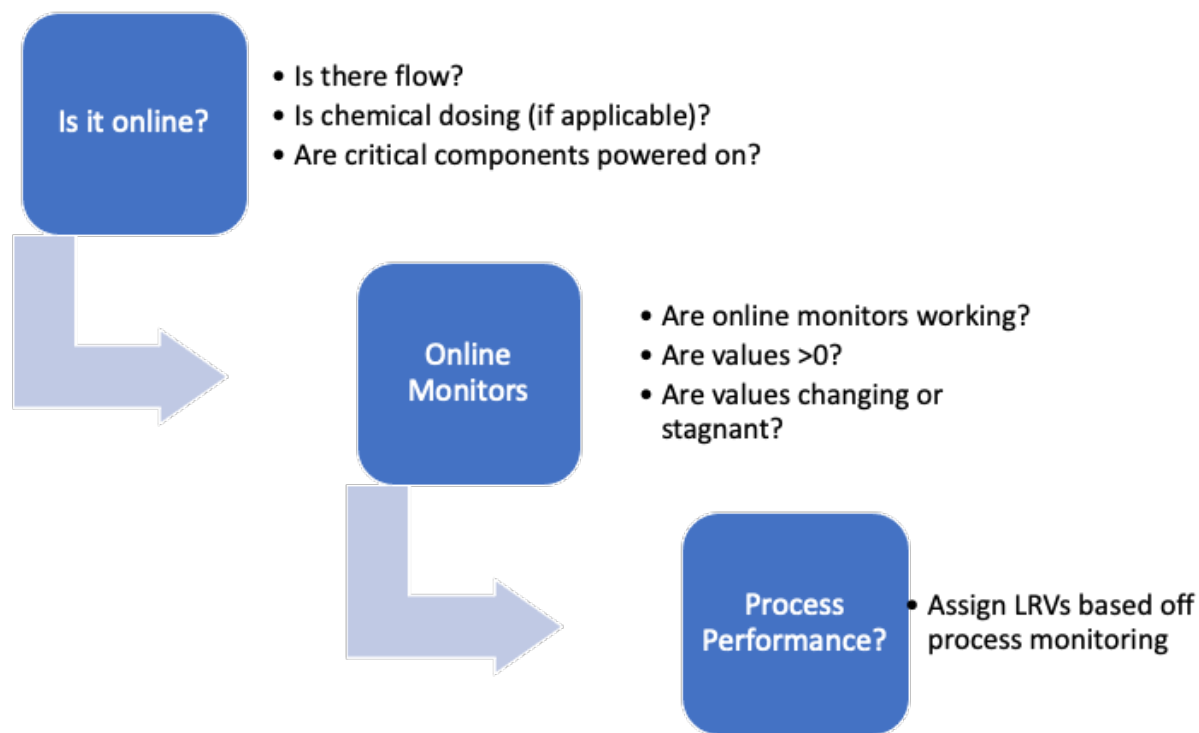 Is it online?
• Is there flow?
• Is chemical dosing (if applicable)?
• Are critical components powered on?
Online
Monitors
• Are online monitors working?
• Are values >0?
• Are values changing or
stagnant?
Process
Performance?
• Assign LRVs based off
process monitoring